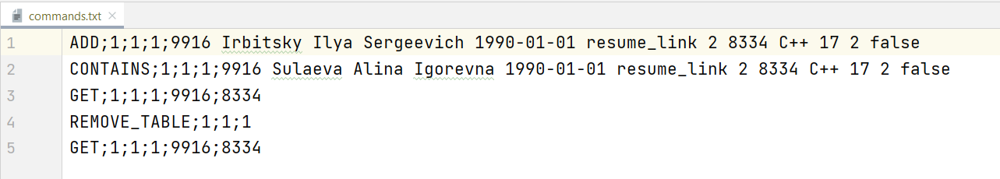 commands.txt
1 ADD;1;1;1;9916 Irbitsky Ilya Sergeevich 1990-01-01 resume_link 2 8334 C++ 17 2 false
2 CONTAINS;1;1;1;9916 Sulaeva Alina Igorevna 1990-01-01 resume_link 2 8334 C++ 17 2 false
3 GET;1;1;1;9916;8334
4 REMOVE_TABLE;1;1;1
5 GET;1;1;1;9916;8334